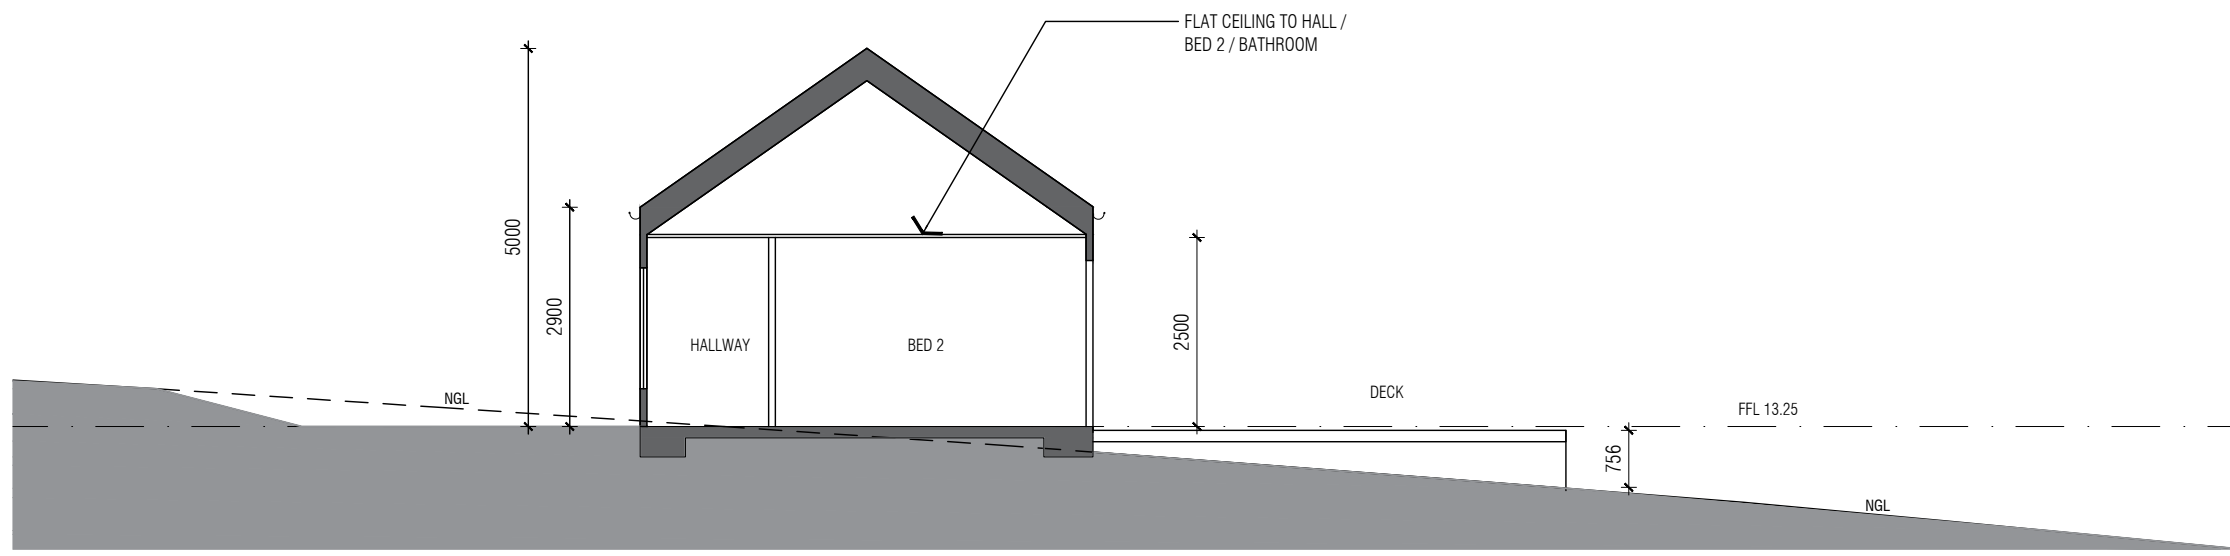 FLAT CEILING TO HALL /
BED 2 / BATHROOM
5000
2900
2500
HALLWAY
BED 2
DECK
NGL
FFL 13.25
756
NGL